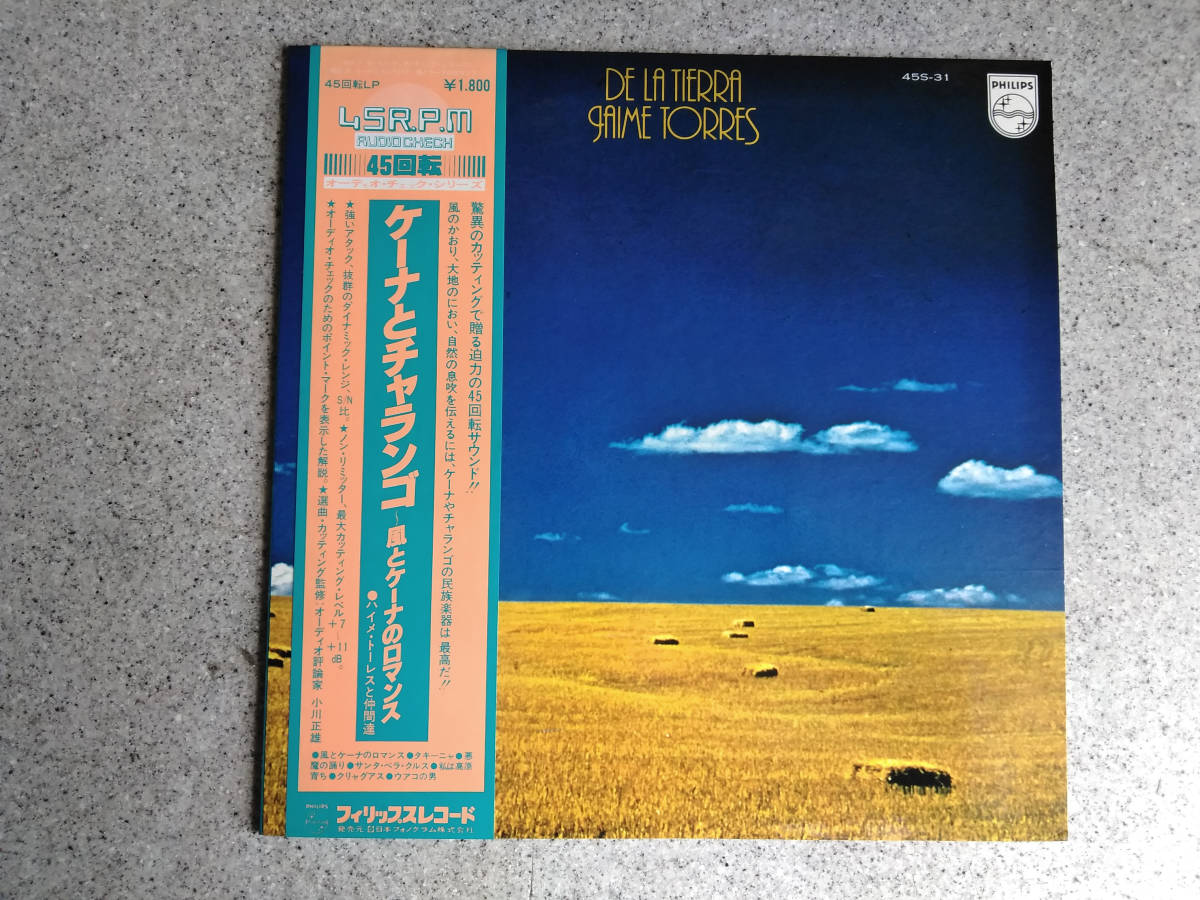 45回転LP
¥1.800
45R.P.M
AUDIO CHECK
45回転
オーディオ・チェック・シリーズ
驚異のカッティングで贈る迫力の45回転サウンド!!
風のかおり、大地のにおい、自然の息吹を伝えるには、ケーナやチャランゴの民族楽器は最高だ!!
ケーナとチャランゴ
〜風とケーナのロマンス
●ハイメ・トーレスと仲間達
★強いアタック、抜群のダイナミック・レンジ、S/N比。★ノン・リミッター、最大カッティング・レベル+7〜+11dB。
★オーディオ・チェックのためのポイント・マークを表示した解説。★選曲・カッティング監修:オーディオ評論家 小川正雄
●風とケーナのロマンス●タキーニャ●悪
魔の踊り●サンタ・ベラ・クルス●私は高原
育ち●クリャグアス●ウアコの男
PHILIPS
フィリップスレコード
発売元 日本フォノグラム株式会社
DE LA TIERRA
JAIME TORRES
45S-31
PHILIPS